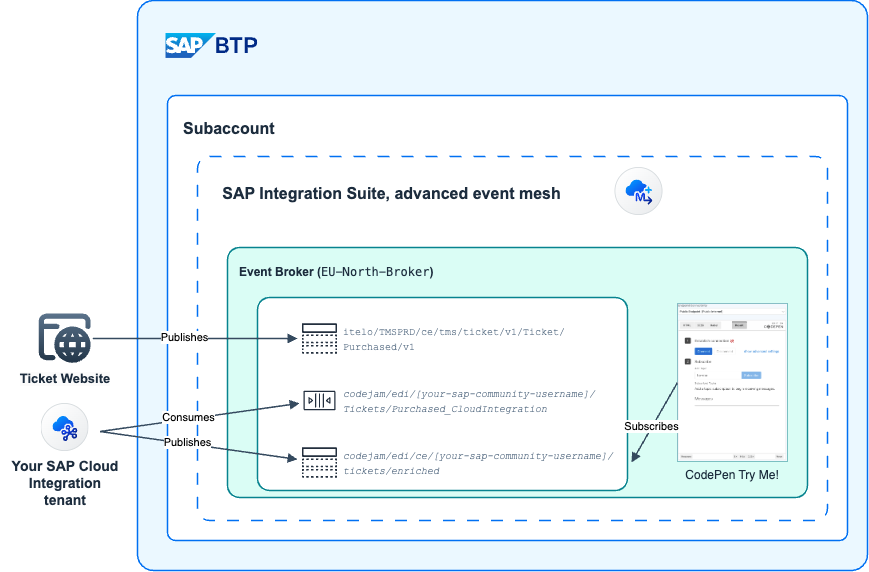 SAP BTP
Subaccount
SAP Integration Suite, advanced event mesh
M
Event Broker (EU-North-Broker)
Publishes
itelo/TMSPRD/ce/tms/ticket/v1/Ticket/
Purchased/v1
Ticket Website
Consumes
codejam/edi/[your-sap-community-username]/
Tickets/Purchased_CloudIntegration
Publishes
codejam/edi/ce/[your-sap-community-username]/
tickets/enriched
Your SAP Cloud
Integration
tenant
Subscribes
CODEPEN
CodePen Try Me!